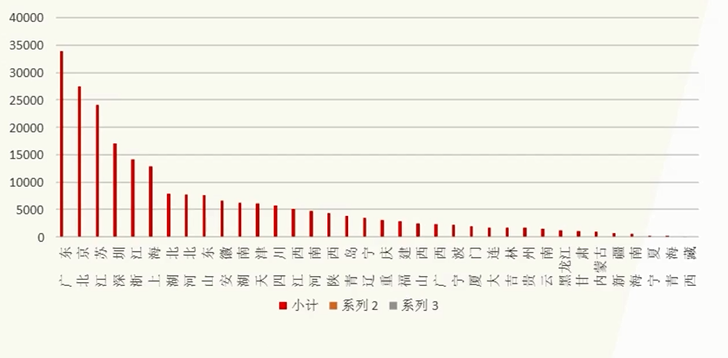 40000
35000
30000
25000
20000
15000
10000
5000
0
广东
北京
江苏
深圳
浙江
上海
湖北
河北
山东
安徽
湖南
天津
四川
江西
河南
陕西
青岛
辽宁
重庆
福建
山西
广西
宁波
厦门
大连
吉林
贵州
云南
黑龙江
甘肃
内蒙古
新疆
海南
宁夏
青海
西藏
小计 系列2 系列3